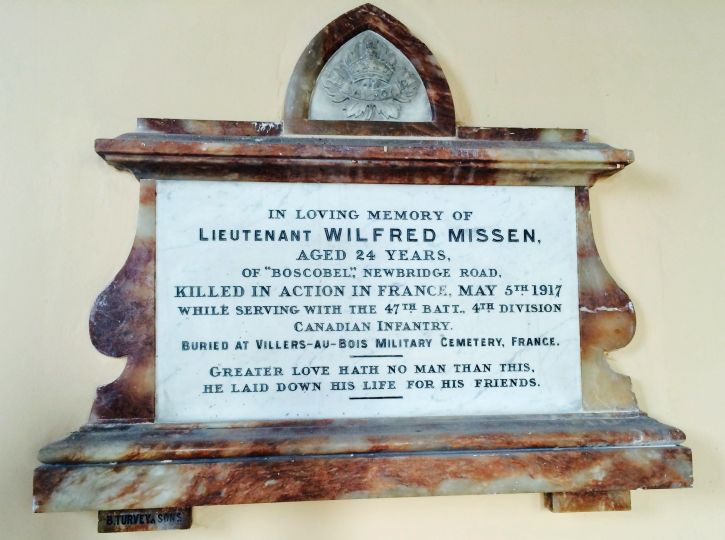 IN LOVING MEMORY OF
LIEUTENANT WILFRED MISSEN,
AGED 24 YEARS,
OF "BOSCOBEL", NEWBRIDGE ROAD,
KILLED IN ACTION IN FRANCE, MAY 5TH 1917
WHILE SERVING WITH THE 47TH BATT., 4TH DIVISION
CANADIAN INFANTRY.
BURIED AT VILLERS-AU-BOIS MILITARY CEMETERY, FRANCE.
GREATER LOVE HATH NO MAN THAN THIS,
HE LAID DOWN HIS LIFE FOR HIS FRIENDS.
B. TURVEY & SONS